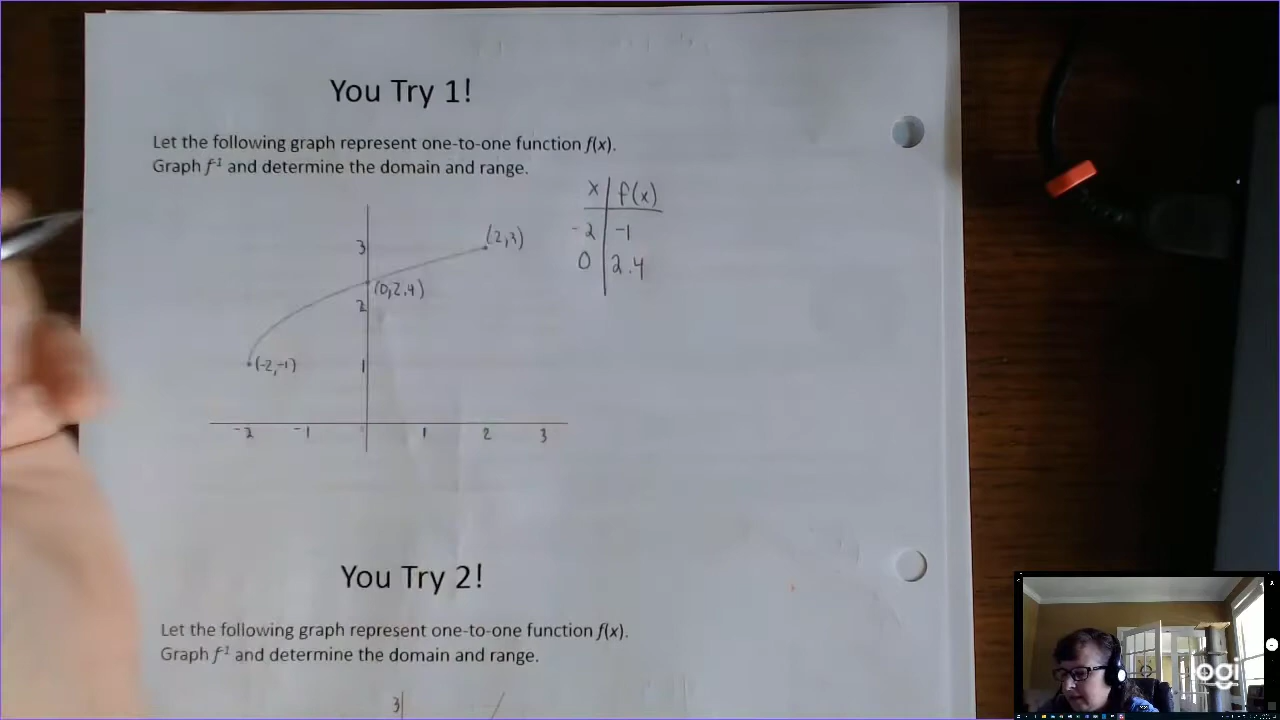 You Try 1!
Let the following graph represent one-to-one function f(x).
Graph f⁻¹ and determine the domain and range.
x f(x)
-2 -1
0 2.4
3
(2,3)
(0,2.4)
2
(-2,-1)
1
-2 -1 1 2 3
You Try 2!
Let the following graph represent one-to-one function f(x).
Graph f⁻¹ and determine the domain and range.
3
ogi